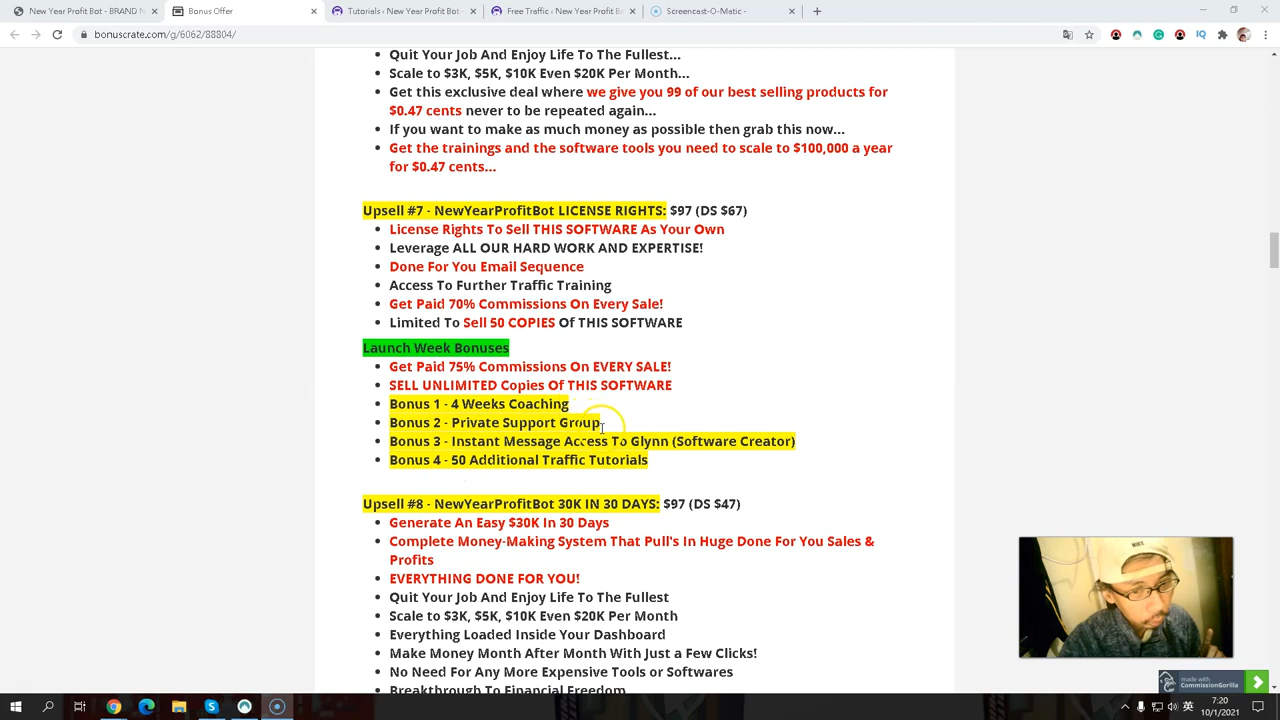 New Year Profit Bot - BRAND N
Bonus Offer
Tutorials ‹ New Year Profit Bot -
Free Traffic ‹ New Year Profit Bo
Screencast-O-Matic -
bonuscrate.com/g/6062/88804/
Quit Your Job And Enjoy Life To The Fullest...
Scale to $3K, $5K, $10K Even $20K Per Month...
Get this exclusive deal where we give you 99 of our best selling products for
$0.47 cents never to be repeated again...
If you want to make as much money as possible then grab this now...
Get the trainings and the software tools you need to scale to $100,000 a year
for $0.47 cents...
Upsell #7 - NewYearProfitBot LICENSE RIGHTS: $97 (DS $67)
License Rights To Sell THIS SOFTWARE As Your Own
Leverage ALL OUR HARD WORK AND EXPERTISE!
Done For You Email Sequence
Access To Further Traffic Training
Get Paid 70% Commissions On Every Sale!
Limited To Sell 50 COPIES Of THIS SOFTWARE
Launch Week Bonuses
Get Paid 75% Commissions On EVERY SALE!
SELL UNLIMITED Copies Of THIS SOFTWARE
Bonus 1 - 4 Weeks Coaching
Bonus 2 - Private Support Group
Bonus 3 - Instant Message Access To Glynn (Software Creator)
Bonus 4 - 50 Additional Traffic Tutorials
Upsell #8 - NewYearProfitBot 30K IN 30 DAYS: $97 (DS $47)
Generate An Easy $30K In 30 Days
Complete Money-Making System That Pull's In Huge Done For You Sales &
Profits
EVERYTHING DONE FOR YOU!
Quit Your Job And Enjoy Life To The Fullest
Scale to $3K, $5K, $10K Even $20K Per Month
Everything Loaded Inside Your Dashboard
Make Money Month After Month With Just a Few Clicks!
No Need For Any More Expensive Tools or Softwares
Breakthrough To Financial Freedom
made with
CommissionGorilla
英
7:20
10/1/2021